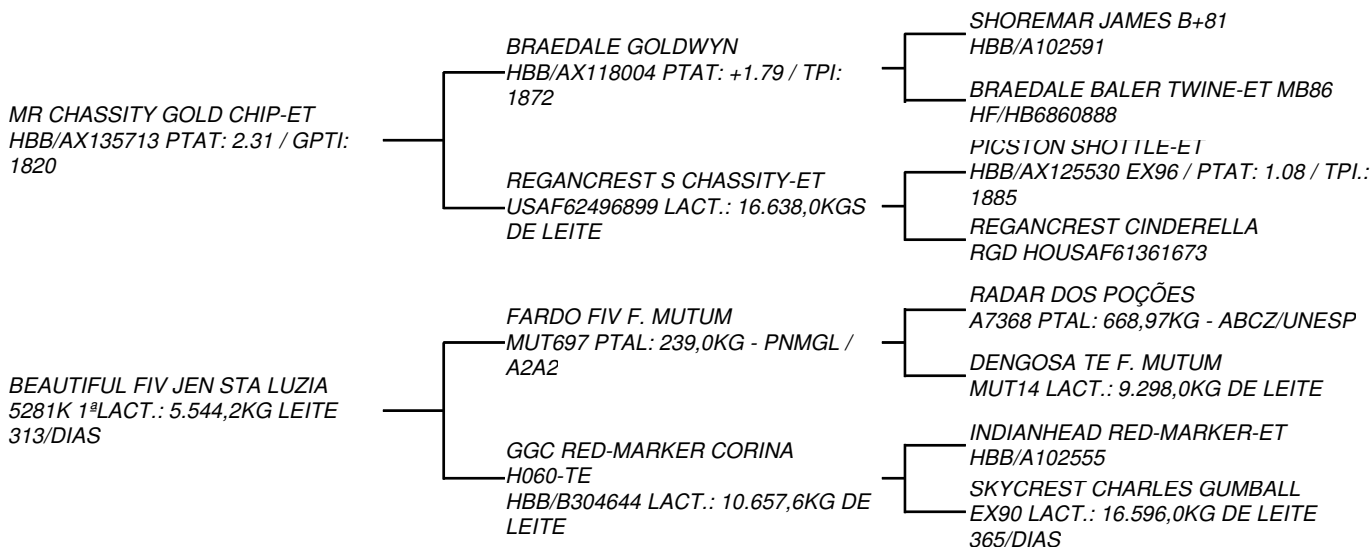 MR CHASSITY GOLD CHIP-ET
HBB/AX135713 PTAT: 2.31 / GPTI:
1820
BEAUTIFUL FIV JEN STA LUZIA
5281K 1ªLACT.: 5.544,2KG LEITE
313/DIAS
BRAEDALE GOLDWYN
HBB/AX118004 PTAT: +1.79 / TPI:
1872
REGANCREST S CHASSITY-ET
USAF62496899 LACT.: 16.638,0KGS
DE LEITE
FARDO FIV F. MUTUM
MUT697 PTAL: 239,0KG - PNMGL /
A2A2
GGC RED-MARKER CORINA
H060-TE
HBB/B304644 LACT.: 10.657,6KG DE
LEITE
SHOREMAR JAMES B+81
HBB/A102591
BRAEDALE BALER TWINE-ET MB86
HF/HB6860888
PICSTON SHOTTLE-ET
HBB/AX125530 EX96 / PTAT: 1.08 / TPI.:
1885
REGANCREST CINDERELLA
RGD HOUSAF61361673
RADAR DOS POÇÕES
A7368 PTAL: 668,97KG - ABCZ/UNESP
DENGOSA TE F. MUTUM
MUT14 LACT.: 9.298,0KG DE LEITE
INDIANHEAD RED-MARKER-ET
HBB/A102555
SKYCREST CHARLES GUMBALL
EX90 LACT.: 16.596,0KG DE LEITE
365/DIAS